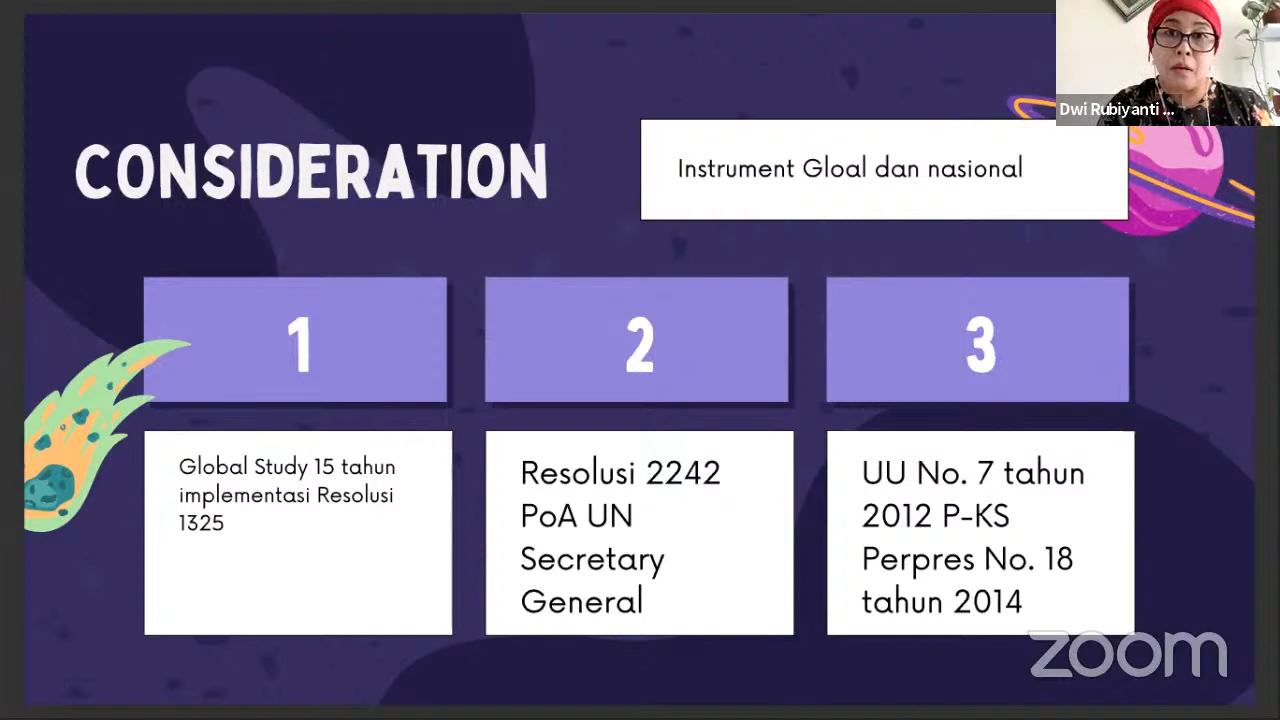 CONSIDERATION
Instrument Gloal dan nasional
Dwi Rubiyanti ...
1
2
3
Global Study 15 tahun
implementasi Resolusi
1325
Resolusi 2242
PoA UN
Secretary
General
UU No. 7 tahun
2012 P-KS
Perpres No. 18
tahun 2014
zoom